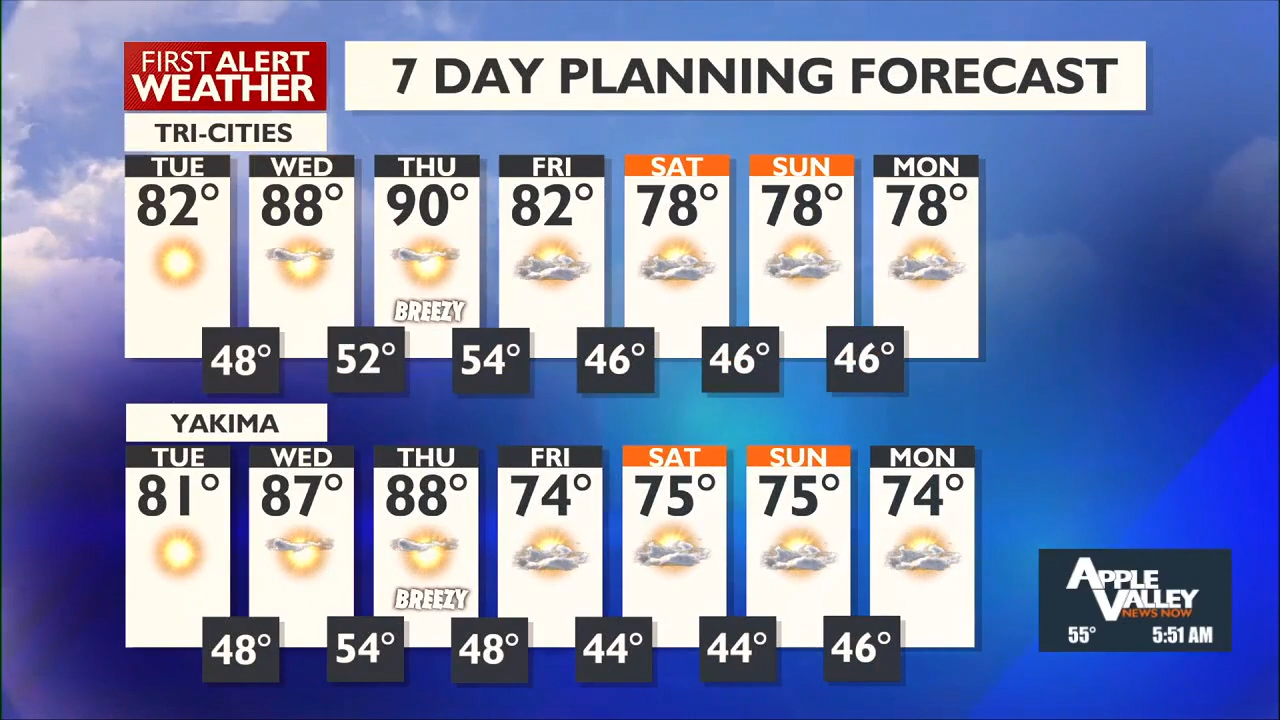 FIRST ALERT
WEATHER
7 DAY PLANNING FORECAST
TRI-CITIES
TUE WED THU FRI SAT SUN MON
82° 88° 90° 82° 78° 78° 78°
BREEZY
48° 52° 54° 46° 46° 46°
YAKIMA
TUE WED THU FRI SAT SUN MON
81° 87° 88° 74° 75° 75° 74°
BREEZY
48° 54° 48° 44° 44° 46°
APPLE
VALLEY
NEWS NOW
55° 5:51 AM